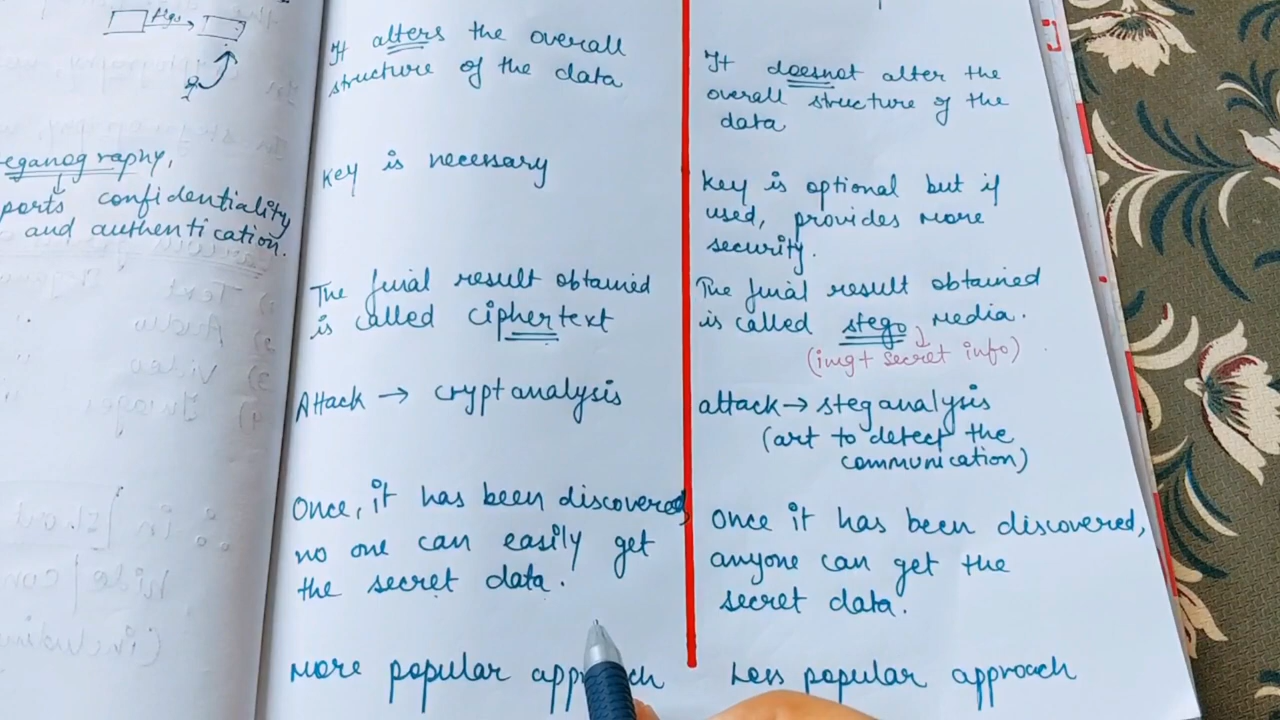 Algo
eganography,
ports confidentiality
and authentication.
It alters the overall
structure of the data
Key is necessary
The final result obtained
is called ciphertext
Attack → cryptanalysis
Once, it has been discovered,
no one can easily get
the secret data.
More popular approach
It doesnot alter the
overall structure of the
data
Key is optional but if
used, provides more
security.
The final result obtained
is called stego media.
(img + secret info)
attack → steganalysis
(art to detect the
communication)
Once it has been discovered,
anyone can get the
secret data.
Less popular approach